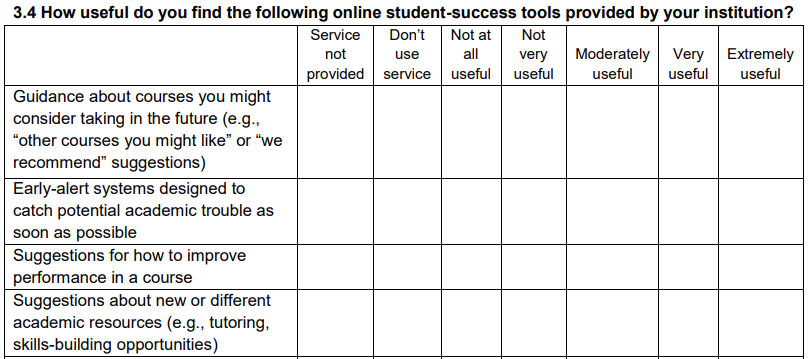 3.4 How useful do you find the following online student-success tools provided by your institution?
Service not provided
Don’t use service
Not at all useful
Not very useful
Moderately useful
Very useful
Extremely useful
Guidance about courses you might
consider taking in the future (e.g.,
“other courses you might like” or “we
recommend” suggestions)
Early-alert systems designed to
catch potential academic trouble as
soon as possible
Suggestions for how to improve
performance in a course
Suggestions about new or different
academic resources (e.g., tutoring,
skills-building opportunities)